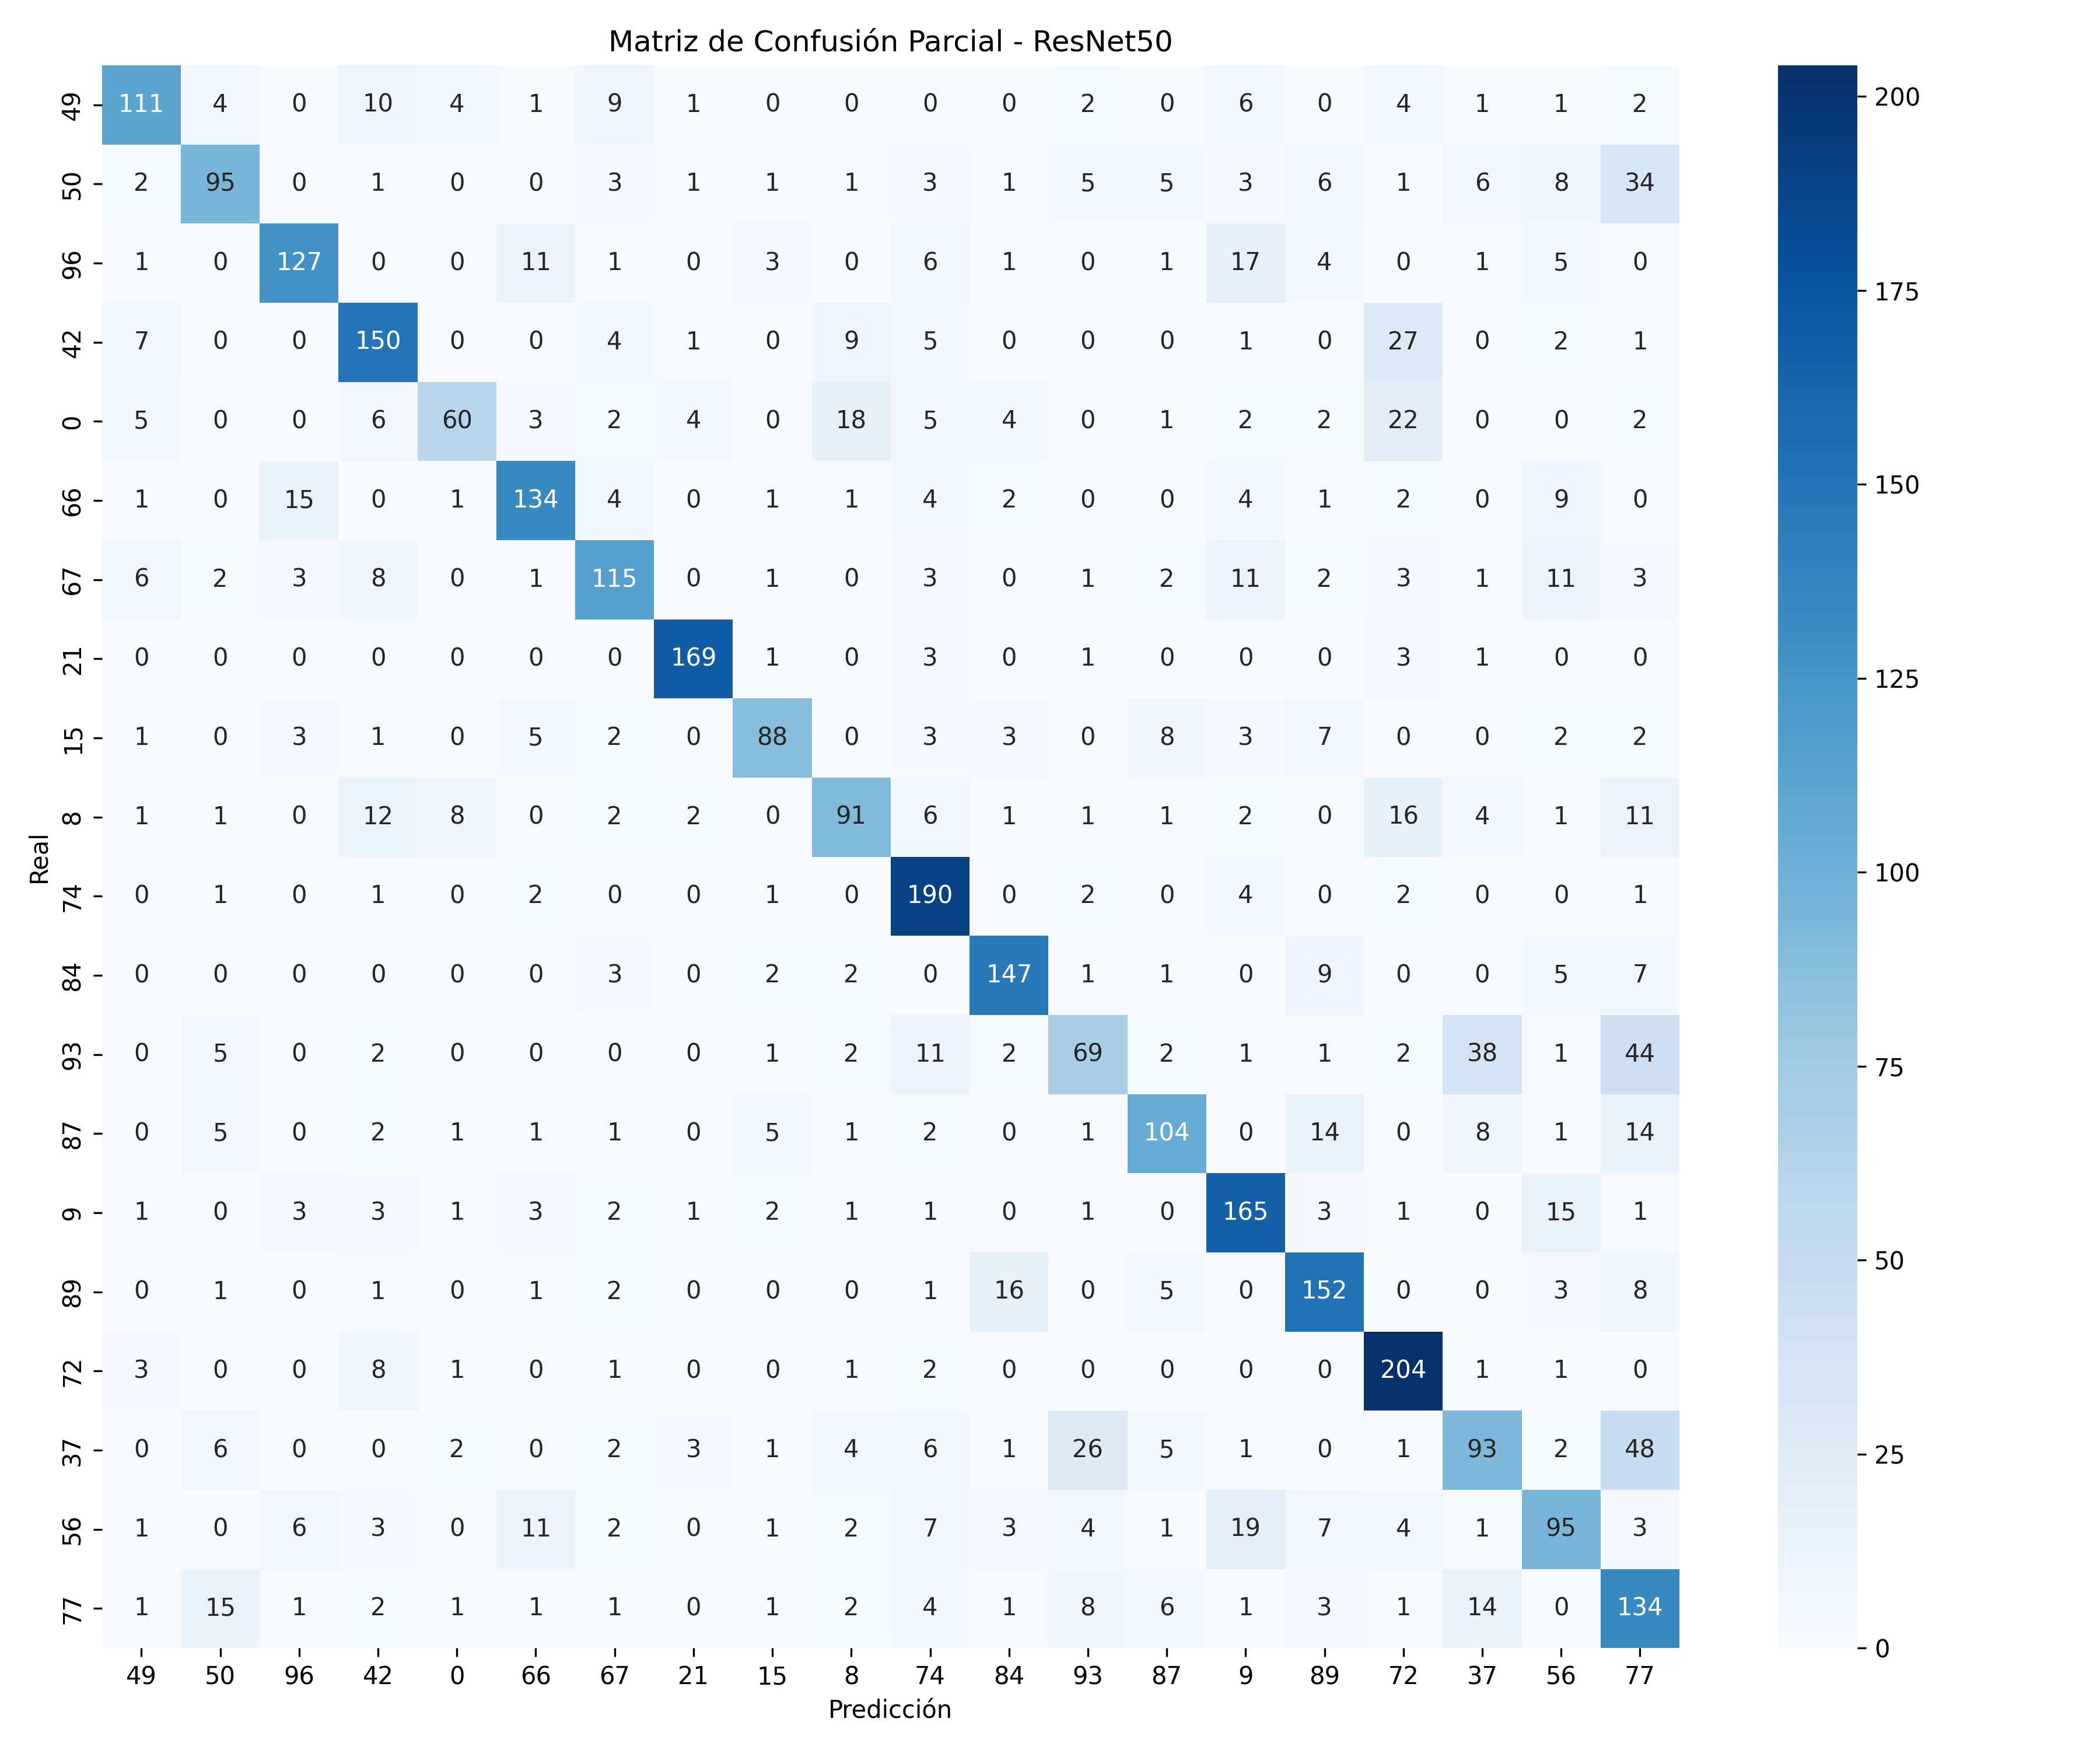 Matriz de Confusión Parcial - ResNet50
49 111 4 0 10 4 1 9 1 0 0 0 0 2 0 6 0 4 1 1 2
50 2 95 0 1 0 0 3 1 1 1 3 1 5 5 3 6 1 6 8 34
96 1 0 127 0 0 11 1 0 3 0 6 1 0 1 17 4 0 1 5 0
42 7 0 0 150 0 0 4 1 0 9 5 0 0 0 1 0 27 0 2 1
0 5 0 0 6 60 3 2 4 0 18 5 4 0 1 2 2 22 0 0 2
66 1 0 15 0 1 134 4 0 1 1 4 2 0 0 4 1 2 0 9 0
67 6 2 3 8 0 1 115 0 1 0 3 0 1 2 11 2 3 1 11 3
21 0 0 0 0 0 0 0 169 1 0 3 0 1 0 0 0 3 1 0 0
15 1 0 3 1 0 5 2 0 88 0 3 3 0 8 3 7 0 0 2 2
8 1 1 0 12 8 0 2 2 0 91 6 1 1 1 2 0 16 4 1 11
74 0 1 0 1 0 2 0 0 1 0 190 0 2 0 4 0 2 0 0 1
84 0 0 0 0 0 0 3 0 2 2 0 147 1 1 0 9 0 0 5 7
93 0 5 0 2 0 0 0 0 1 2 11 2 69 2 1 1 2 38 1 44
87 0 5 0 2 1 1 1 0 5 1 2 0 1 104 0 14 0 8 1 14
9 1 0 3 3 1 3 2 1 2 1 1 0 1 0 165 3 1 0 15 1
89 0 1 0 1 0 1 2 0 0 0 1 16 0 5 0 152 0 0 3 8
72 3 0 0 8 1 0 1 0 0 1 2 0 0 0 0 0 204 1 1 0
37 0 6 0 0 2 0 2 3 1 4 6 1 26 5 1 0 1 93 2 48
56 1 0 6 3 0 11 2 0 1 2 7 3 4 1 19 7 4 1 95 3
77 1 15 1 2 1 1 1 0 1 2 4 1 8 6 1 3 1 14 0 134
49 50 96 42 0 66 67 21 15 8 74 84 93 87 9 89 72 37 56 77
Predicción
Real
200
175
150
125
100
75
50
25
0